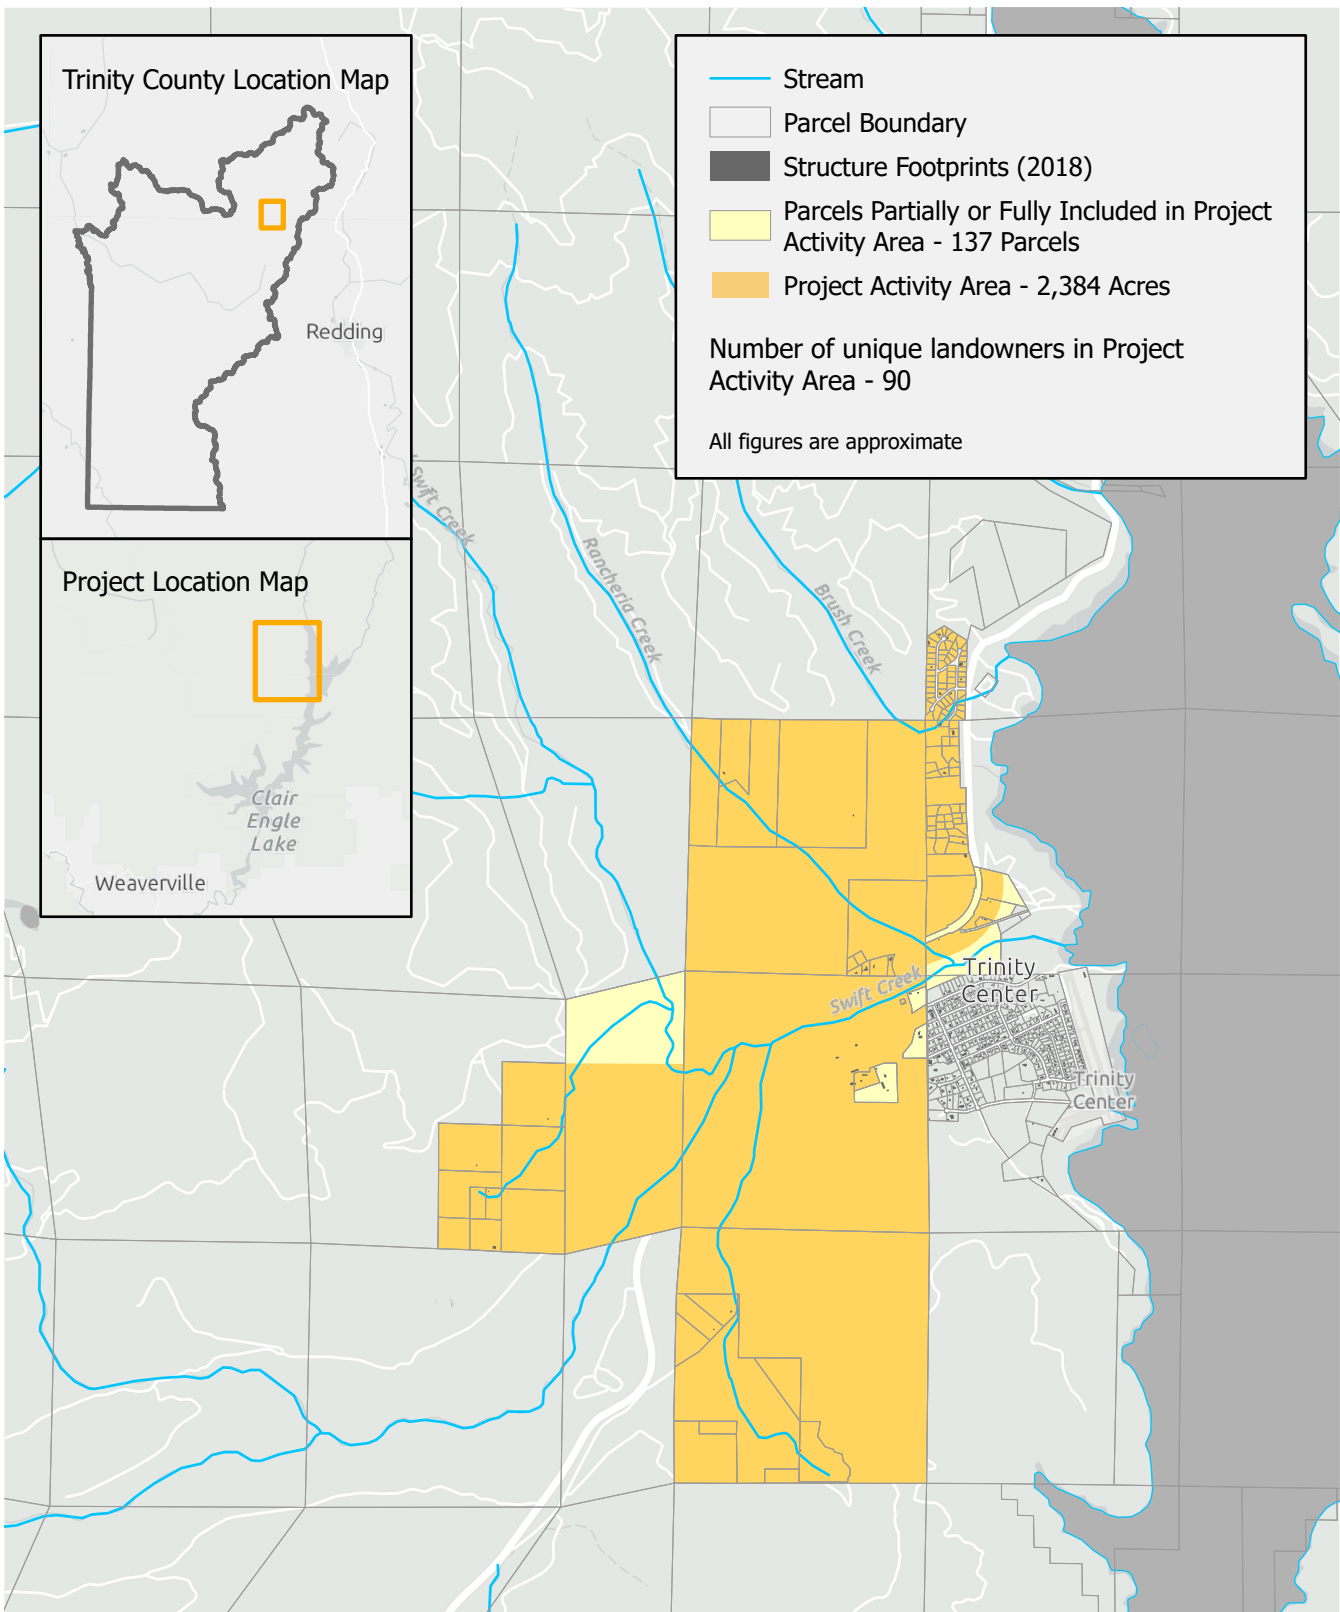 Trinity County Location Map
Redding
Project Location Map
Clair
Engle
Lake
Weaverville
Stream
Parcel Boundary
Structure Footprints (2018)
Parcels Partially or Fully Included in Project
Activity Area - 137 Parcels
Project Activity Area - 2,384 Acres
Number of unique landowners in Project
Activity Area - 90
All figures are approximate
Swift Creek
Rancheria Creek
Brush Creek
Swift Creek
Trinity
Center
Trinity
Center